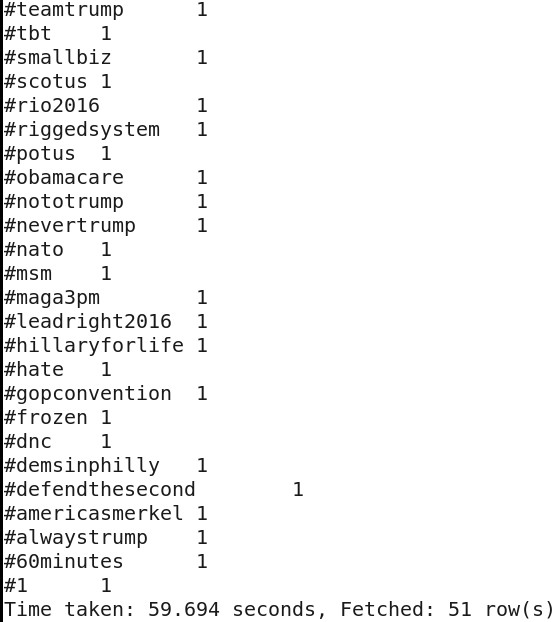 #teamtrump	1
#tbt	1
#smallbiz	1
#scotus	1
#rio2016	1
#riggedsystem	1
#potus	1
#obamacare	1
#nototrump	1
#nevertrump	1
#nato	1
#msm	1
#maga3pm	1
#leadright2016	1
#hillaryforlife	1
#hate	1
#gopconvention	1
#frozen	1
#dnc	1
#demsinphilly	1
#defendthesecond	1
#americasmerkel	1
#alwaystrump	1
#60minutes	1
#1	1
Time taken: 59.694 seconds, Fetched: 51 row(s)